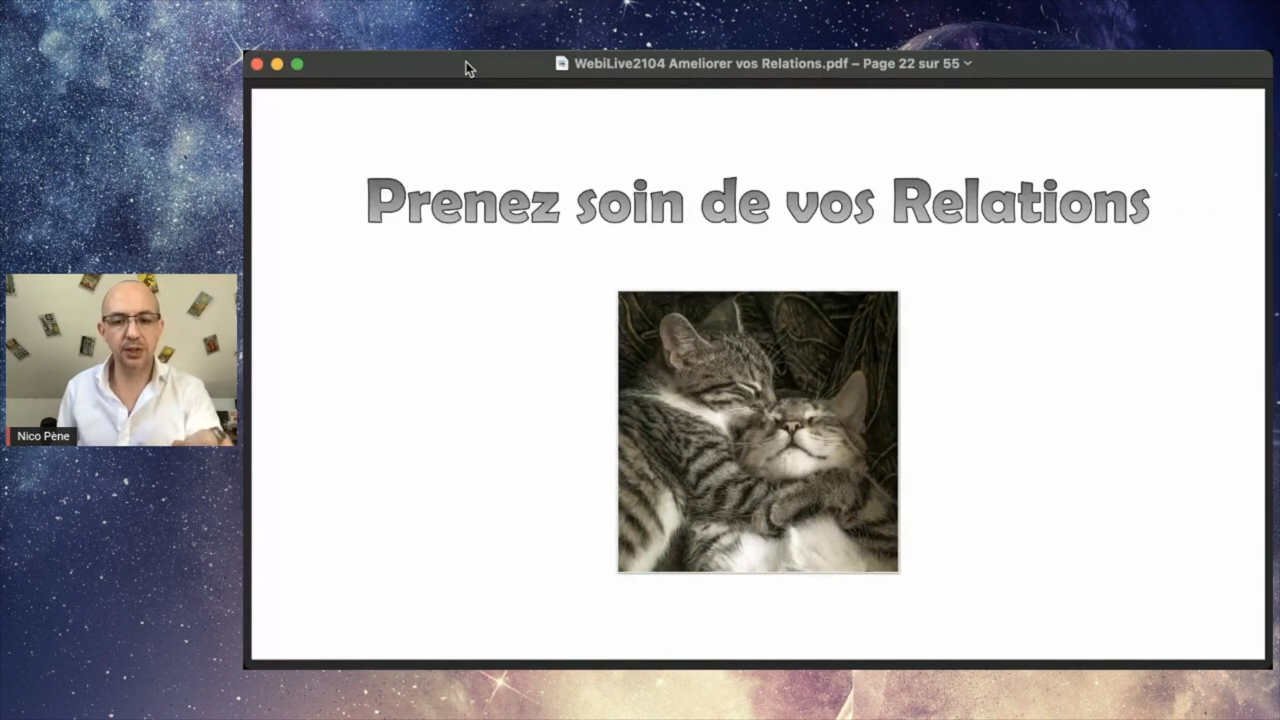 WebiLive2104 Ameliorer vos Relations.pdf – Page 22 sur 55
Prenez soin de vos Relations
Nico Pène